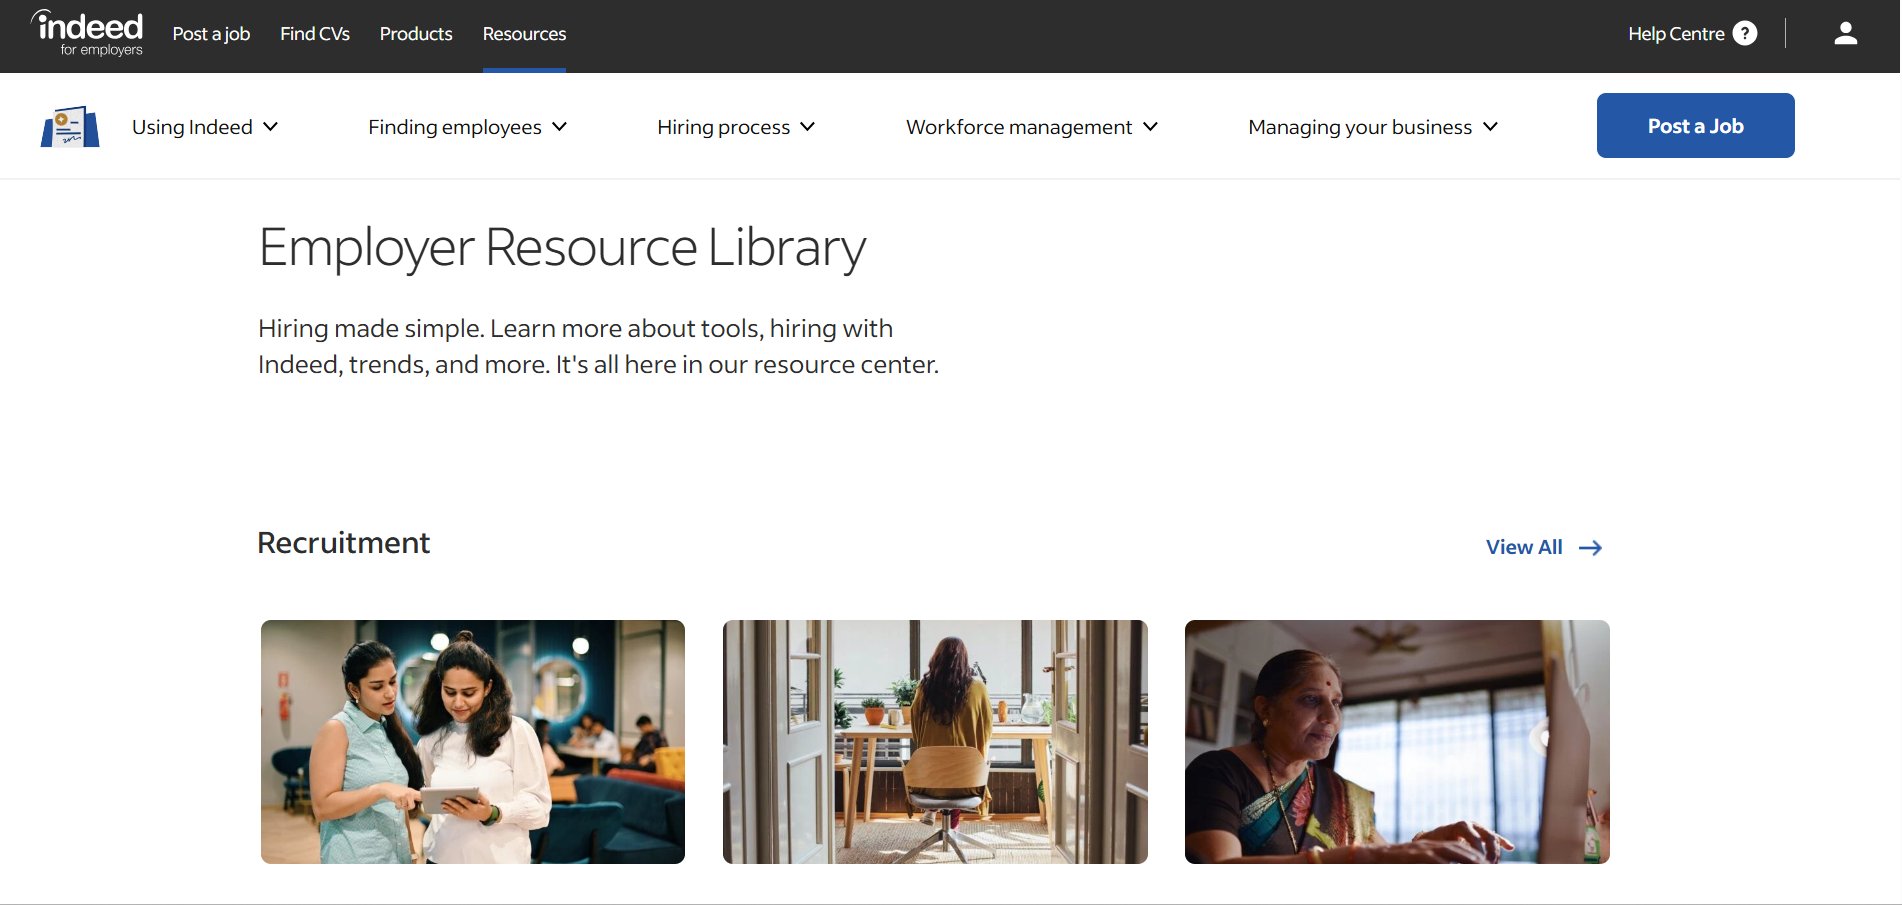 indeed
for employers
Post a job
Find CVs
Products
Resources
Help Centre ?
Using Indeed
Finding employees
Hiring process
Workforce management
Managing your business
Post a Job
Employer Resource Library
Hiring made simple. Learn more about tools, hiring with
Indeed, trends, and more. It's all here in our resource center.
Recruitment
View All